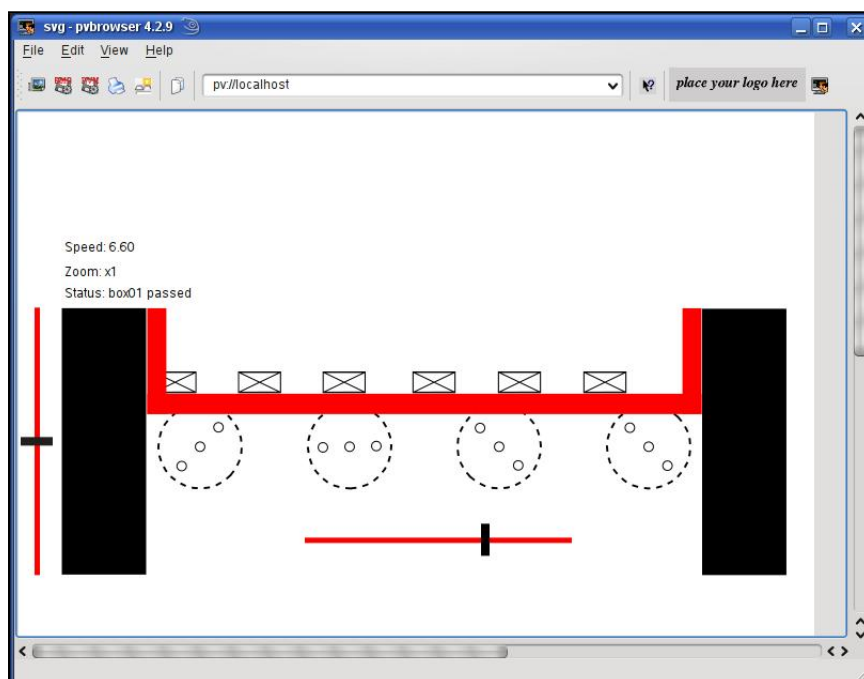 svg - pvbrowser 4.2.9
File Edit View Help
pv://localhost
place your logo here
Speed: 6.60
Zoom: x1
Status: box01 passed